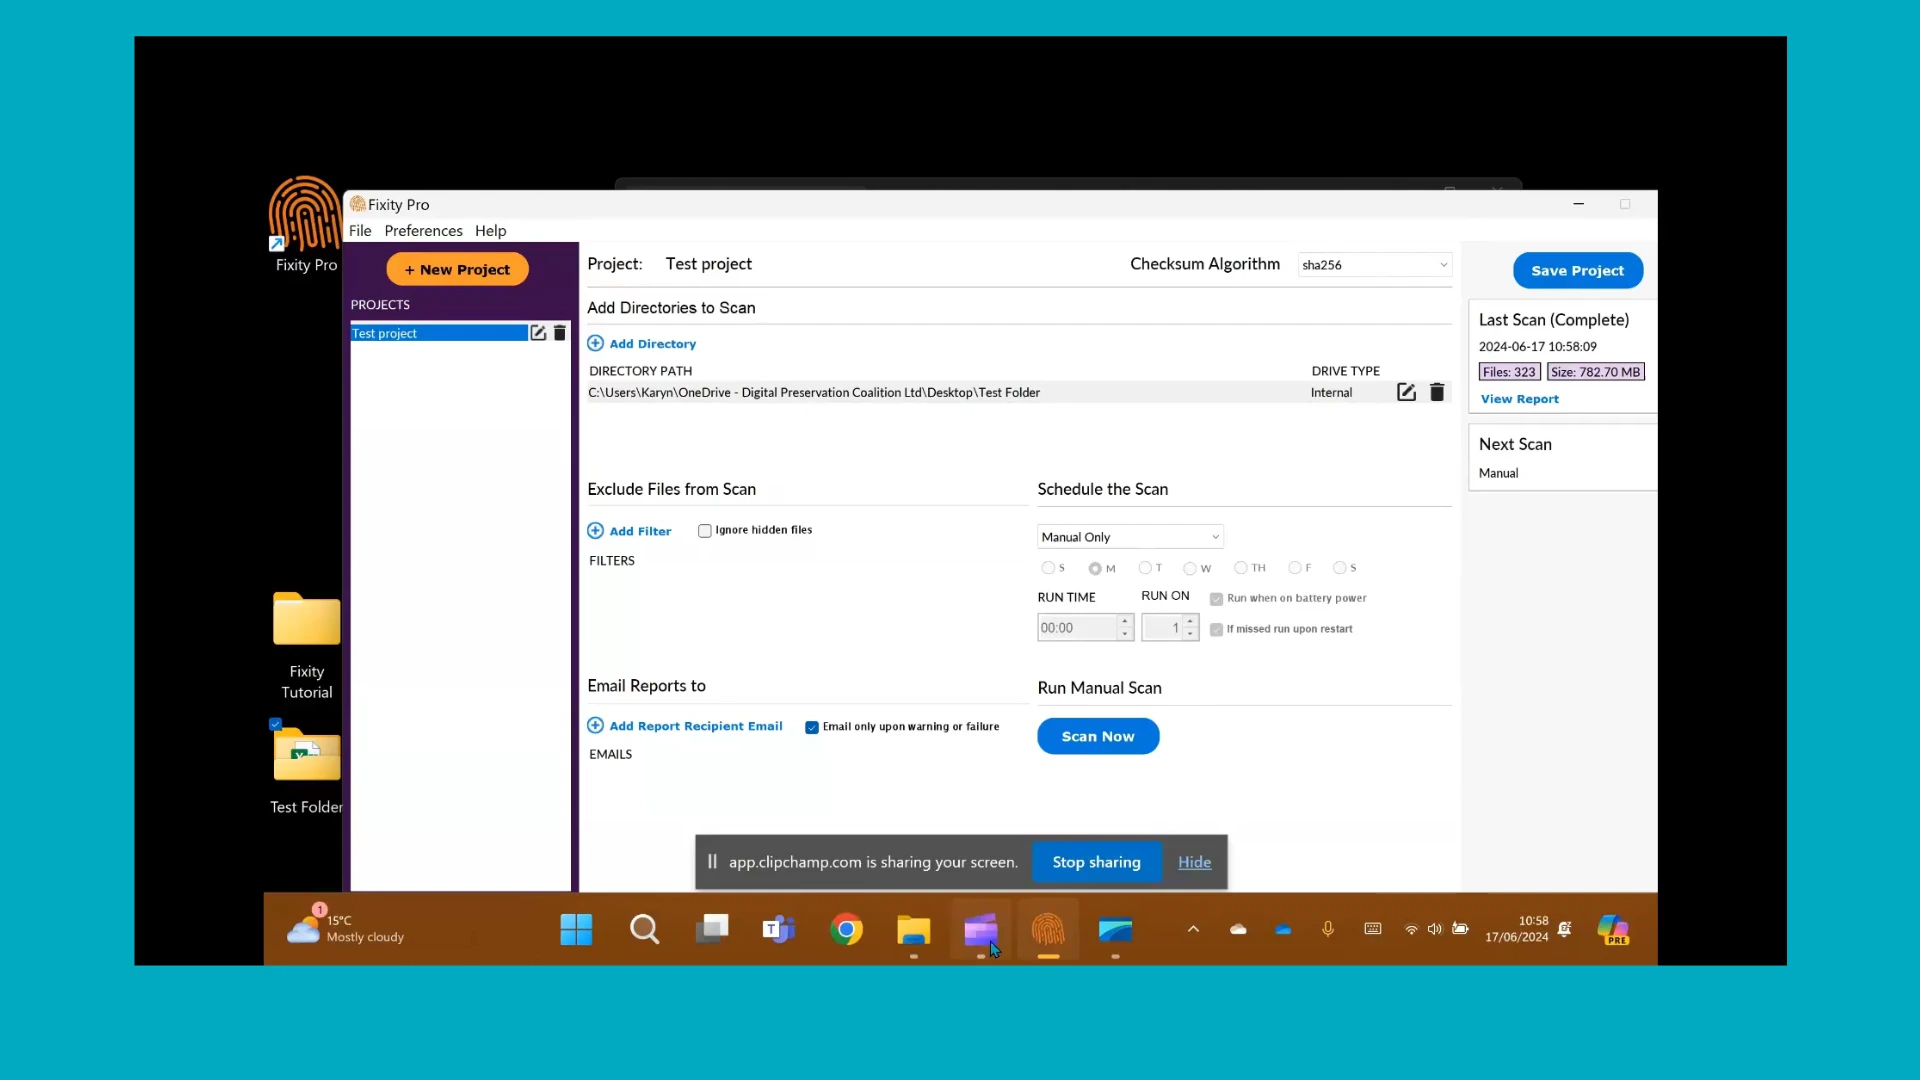 Fixity Pro
Fixity
Tutorial
Test Folder
Fixity Pro
File Preferences Help
+ New Project
PROJECTS
Test project
Project: Test project
Checksum Algorithm sha256
Add Directories to Scan
Add Directory
DIRECTORY PATH DRIVE TYPE
C:\Users\Karyn\OneDrive - Digital Preservation Coalition Ltd\Desktop\Test Folder Internal
Exclude Files from Scan
Add Filter Ignore hidden files
FILTERS
Schedule the Scan
Manual Only
S M T W TH F S
RUN TIME RUN ON Run when on battery power
00:00 1 If missed run upon restart
Email Reports to
Add Report Recipient Email Email only upon warning or failure
EMAILS
Run Manual Scan
Scan Now
Save Project
Last Scan (Complete)
2024-06-17 10:58:09
Files: 323 Size: 782.70 MB
View Report
Next Scan
Manual
app.clipchamp.com is sharing your screen. Stop sharing Hide
1
15°C
Mostly cloudy
T
10:58
17/06/2024
PRE